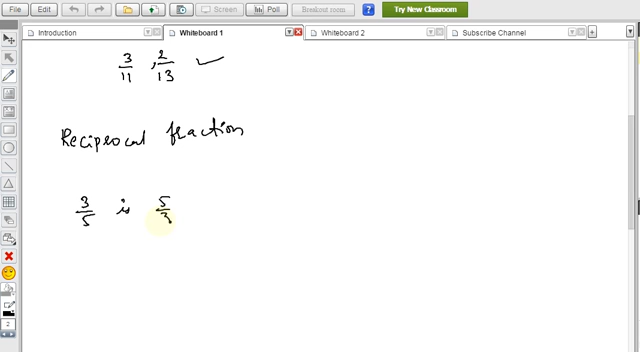 File Edit Screen Poll Breakout room ? Try New Classroom
Introduction Whiteboard 1 Whiteboard 2 Subscribe Channel
3/11 , 2/13 ✓
Reciprocal fraction
3/5 is 5/3
2